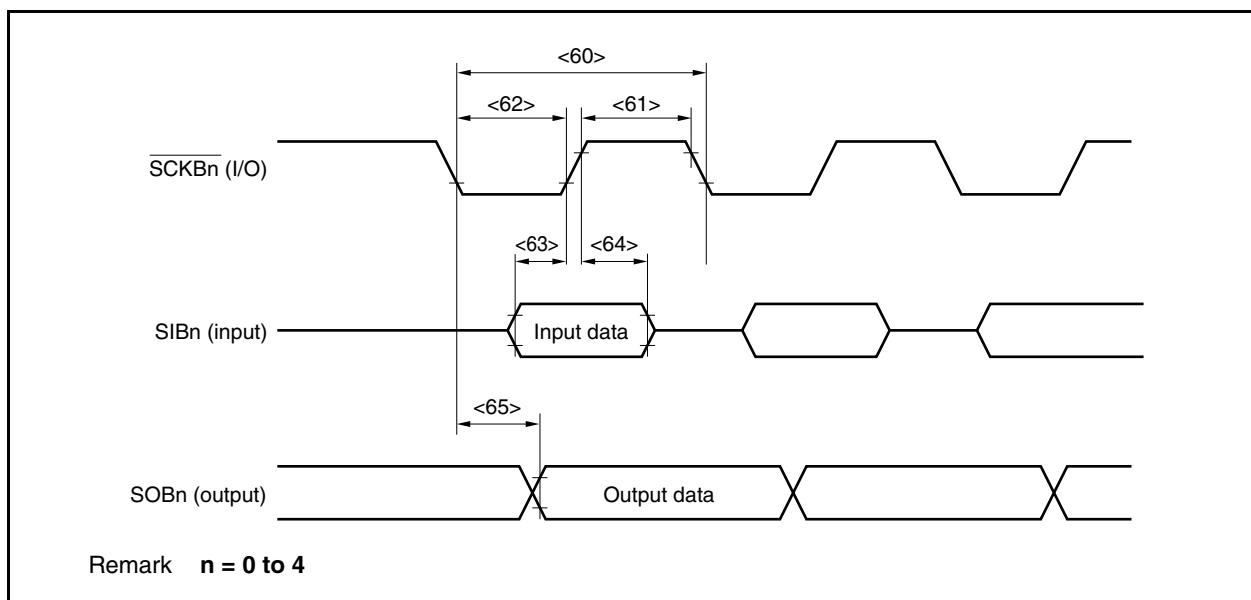 <60>
<62> <61>
SCKBn (I/O)
<63> <64>
SIBn (input) Input data
<65>
SOBn (output) Output data
Remark n = 0 to 4